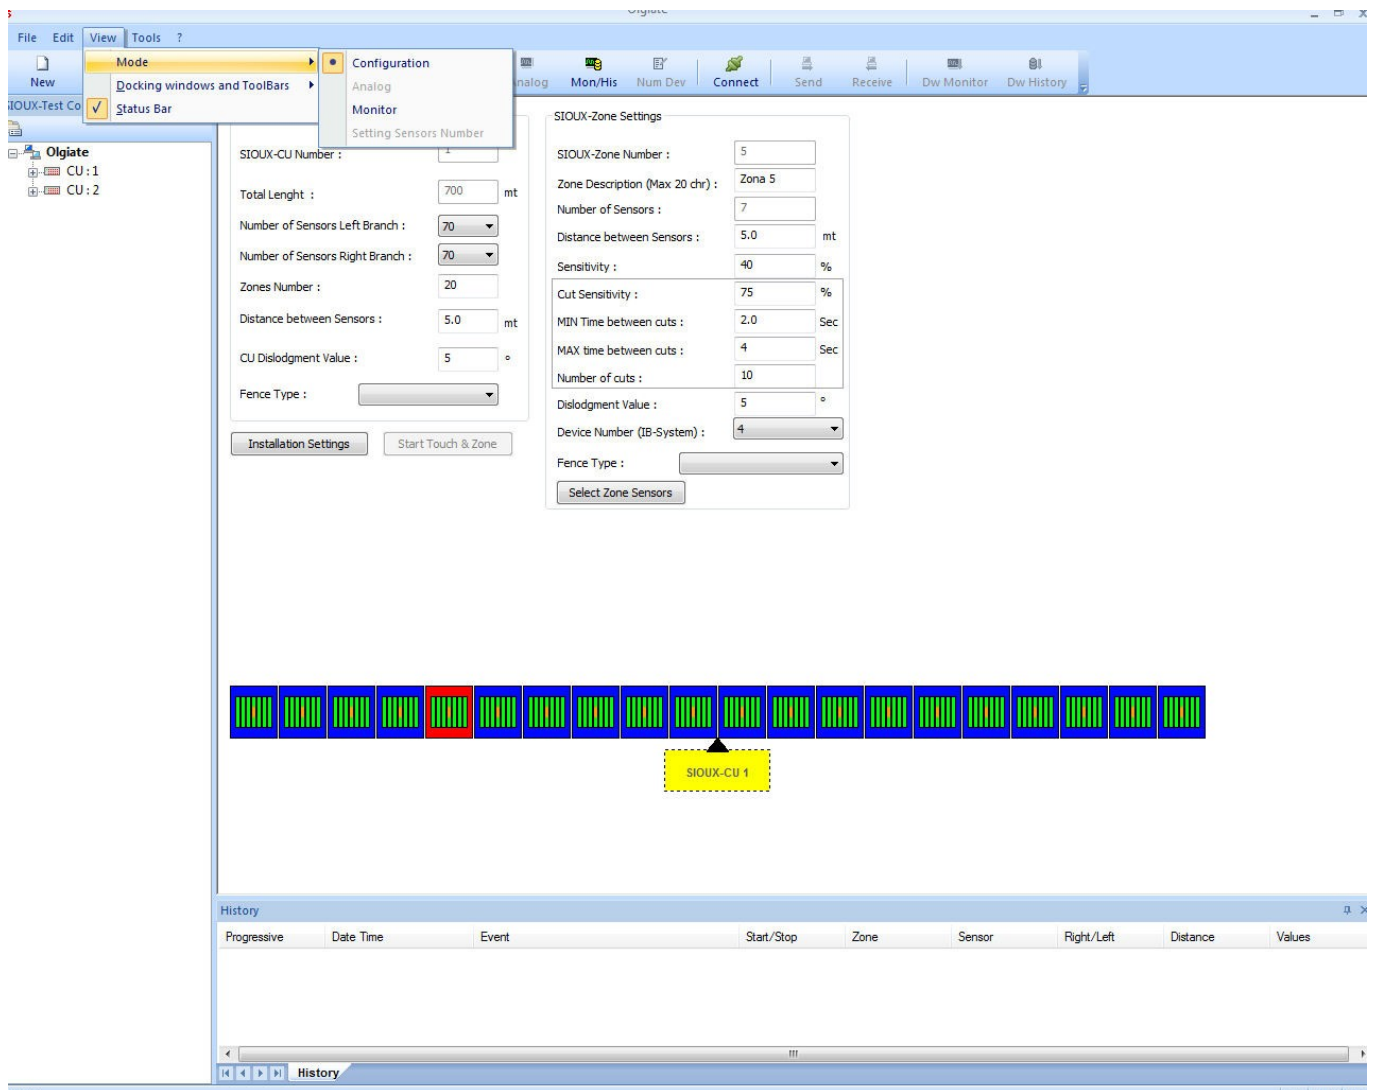 Olgiate
File Edit View Tools ?
Mode
Docking windows and ToolBars
Status Bar
Configuration
Analog
Monitor
Setting Sensors Number
New
Mon/His
Num Dev
Connect
Send
Receive
Dw Monitor
Dw History
Olgiate
CU:1
CU:2
SIOUX-CU Number : 1
Total Lenght : 700 mt
Number of Sensors Left Branch : 70
Number of Sensors Right Branch : 70
Zones Number : 20
Distance between Sensors : 5.0 mt
CU Dislodgment Value : 5 °
Fence Type :
Installation Settings
Start Touch & Zone
SIOUX-Zone Settings
SIOUX-Zone Number : 5
Zone Description (Max 20 chr) : Zona 5
Number of Sensors : 7
Distance between Sensors : 5.0 mt
Sensitivity : 40 %
Cut Sensitivity : 75 %
MIN Time between cuts : 2.0 Sec
MAX time between cuts : 4 Sec
Number of cuts : 10
Dislodgment Value : 5 °
Device Number (IB-System) : 4
Fence Type :
Select Zone Sensors
SIOUX-CU 1
History
Progressive Date Time Event Start/Stop Zone Sensor Right/Left Distance Values
History